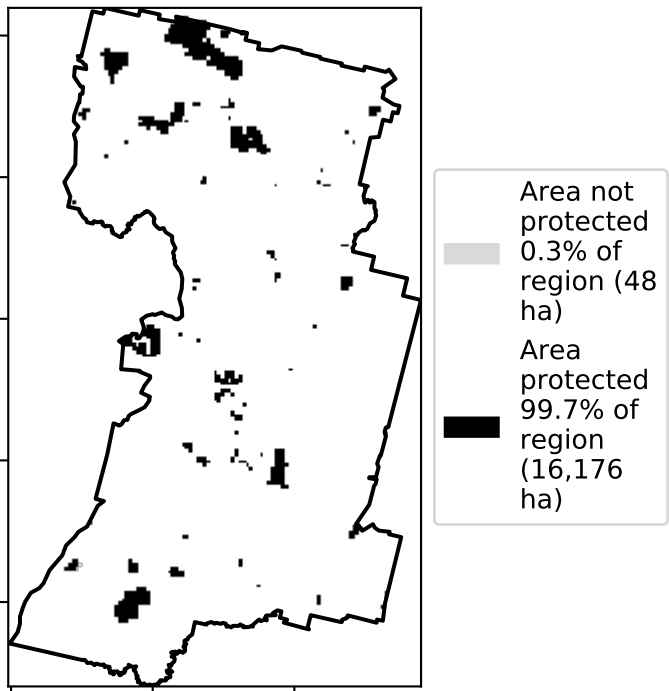 Area not
protected
0.3% of
region (48
ha)
Area
protected
99.7% of
region
(16,176
ha)